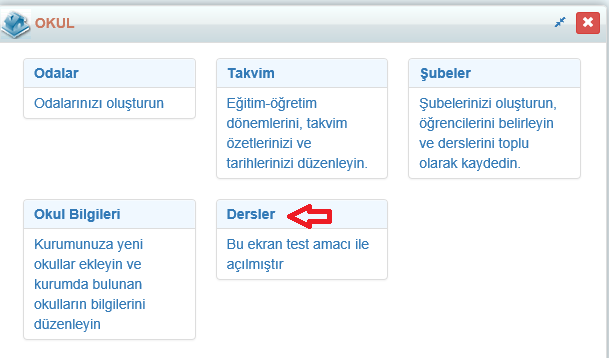 OKUL
Odalar
Odalarınızı oluşturun
Takvim
Eğitim-öğretim
dönemlerini, takvim
özetlerinizi ve
tarihlerinizi düzenleyin.
Şubeler
Şubelerinizi oluşturun,
öğrencilerini belirleyin
ve derslerini toplu
olarak kaydedin.
Okul Bilgileri
Kurumunuza yeni
okullar ekleyin ve
kurumda bulunan
okulların bilgilerini
düzenleyin
Dersler
Bu ekran test amacı ile
açılmıştır